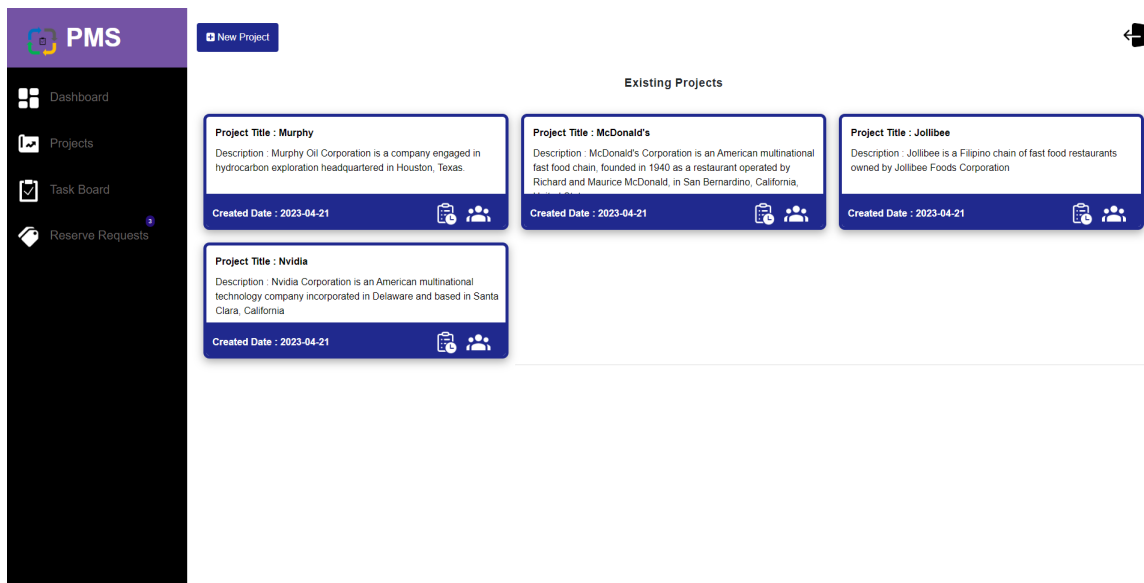 PMS
New Project
Dashboard
Projects
Task Board
3
Reserve Requests
Existing Projects
Project Title : Murphy
Description : Murphy Oil Corporation is a company engaged in
hydrocarbon exploration headquartered in Houston, Texas.
Created Date : 2023-04-21
Project Title : McDonald's
Description : McDonald's Corporation is an American multinational
fast food chain, founded in 1940 as a restaurant operated by
Richard and Maurice McDonald, in San Bernardino, California,
Created Date : 2023-04-21
Project Title : Jollibee
Description : Jollibee is a Filipino chain of fast food restaurants
owned by Jollibee Foods Corporation
Created Date : 2023-04-21
Project Title : Nvidia
Description : Nvidia Corporation is an American multinational
technology company incorporated in Delaware and based in Santa
Clara, California
Created Date : 2023-04-21